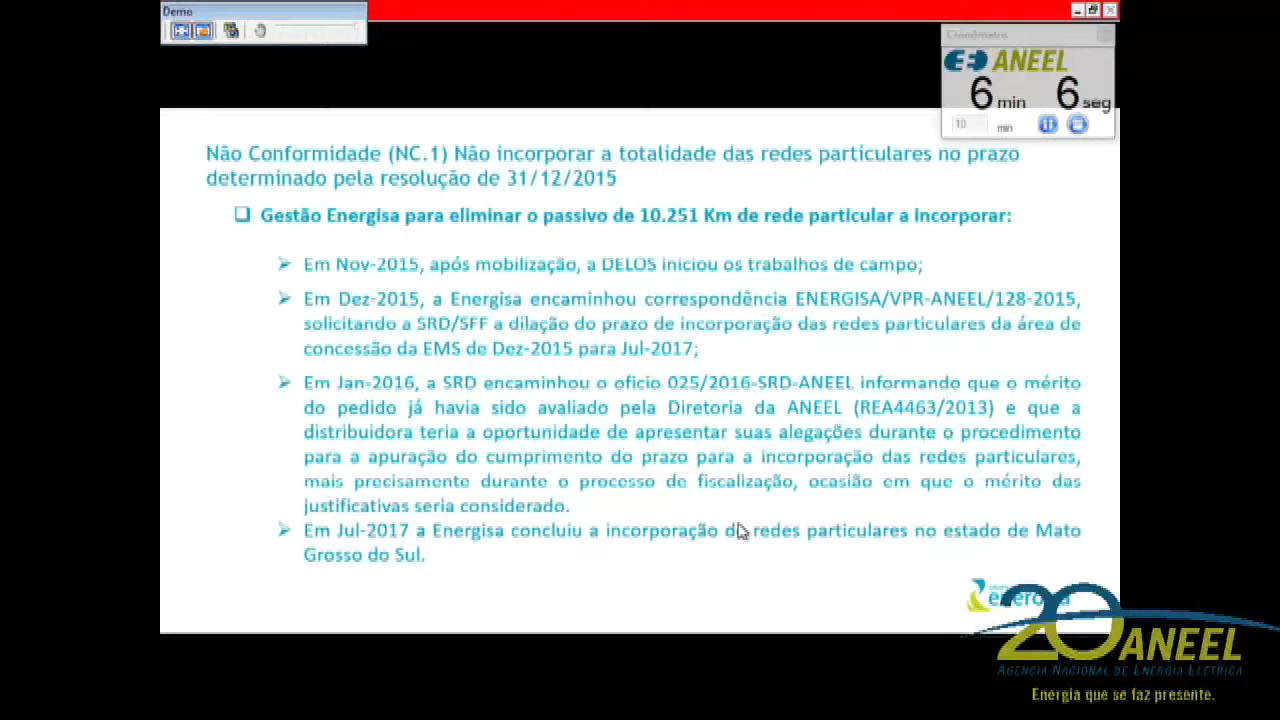 Demo
Cronômetro
ANEEL
6 min 6 seg
10 min
Não Conformidade (NC.1) Não incorporar a totalidade das redes particulares no prazo
determinado pela resolução de 31/12/2015
Gestão Energisa para eliminar o passivo de 10.251 Km de rede particular a incorporar:
Em Nov-2015, após mobilização, a DELOS iniciou os trabalhos de campo;
Em Dez-2015, a Energisa encaminhou correspondência ENERGISA/VPR-ANEEL/128-2015,
solicitando a SRD/SFF a dilação do prazo de incorporação das redes particulares da área de
concessão da EMS de Dez-2015 para Jul-2017;
Em Jan-2016, a SRD encaminhou o oficio 025/2016-SRD-ANEEL informando que o mérito
do pedido já havia sido avaliado pela Diretoria da ANEEL (REA4463/2013) e que a
distribuidora teria a oportunidade de apresentar suas alegações durante o procedimento
para a apuração do cumprimento do prazo para a incorporação das redes particulares,
mais precisamente durante o processo de fiscalização, ocasião em que o mérito das
justificativas seria considerado.
Em Jul-2017 a Energisa concluiu a incorporação de redes particulares no estado de Mato
Grosso do Sul.
energisa
20 ANEEL
AGÊNCIA NACIONAL DE ENERGIA ELÉTRICA
Energia que se faz presente.